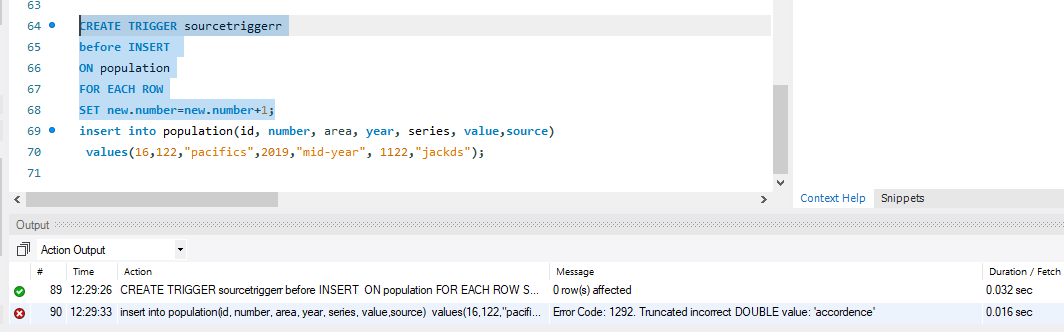 63
64 CREATE TRIGGER sourcetriggerr
65 before INSERT
66 ON population
67 FOR EACH ROW
68 SET new.number=new.number+1;
69 insert into population(id, number, area, year, series, value,source)
70 values(16,122,"pacifics",2019,"mid-year", 1122,"jackds");
71
Context Help Snippets
Output
Action Output
# Time Action Message Duration / Fetch
89 12:29:26 CREATE TRIGGER sourcetriggerr before INSERT ON population FOR EACH ROW S... 0 row(s) affected 0.032 sec
90 12:29:33 insert into population(id, number, area, year, series, value,source) values(16,122,"pacifi... Error Code: 1292. Truncated incorrect DOUBLE value: 'accordence' 0.016 sec